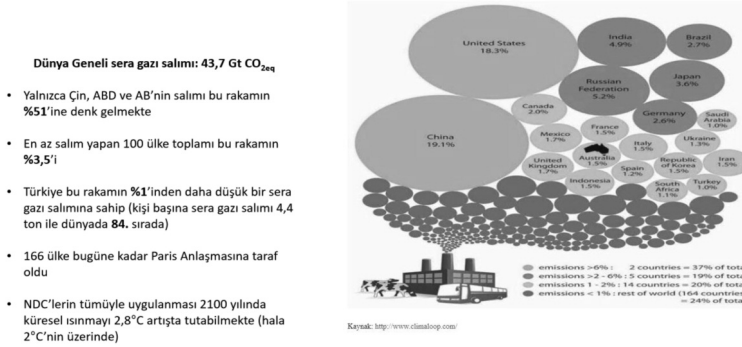 Dünya Geneli sera gazı salımı: 43,7 Gt CO2eq
• Yalnızca Çin, ABD ve AB'nin salımı bu rakamın
%51'ine denk gelmekte
• En az salım yapan 100 ülke toplamı bu rakamın
%3,5'i
• Türkiye bu rakamın %1'inden daha düşük bir sera
gazı salımına sahip (kişi başına sera gazı salımı 4,4
ton ile dünyada 84. sırada)
• 166 ülke bugüne kadar Paris Anlaşmasına taraf
oldu
• NDC'lerin tümüyle uygulanması 2100 yılında
küresel ısınmayı 2,8°C artışta tutabilmekte (hala
2°C'nin üzerinde)
United States
18.3%
India
4.9%
Brazil
2.7%
Russian
Federation
5.2%
Japan
3.6%
Canada
2.0%
Germany
2.6%
Saudi
Arabia
1.0%
China
19.1%
Mexico
1.7%
France
1.5%
Italy
1.5%
Ukraine
1.3%
United
Kingdom
1.7%
Australia
1.5%
Spain
1.2%
Republic
of Korea
1.5%
Iran
1.5%
Indonesia
1.5%
South
Africa
1.1%
Turkey
1.0%
emissions >6% : 2 countries = 37% of tota
emissions >2 - 6% : 5 countries = 19% of tota
emissions 1 - 2% : 14 countries = 20% of tota
emissions < 1% : rest of world (164 countries
= 24% of tota
Kaynak: http://www.climaloop.com/